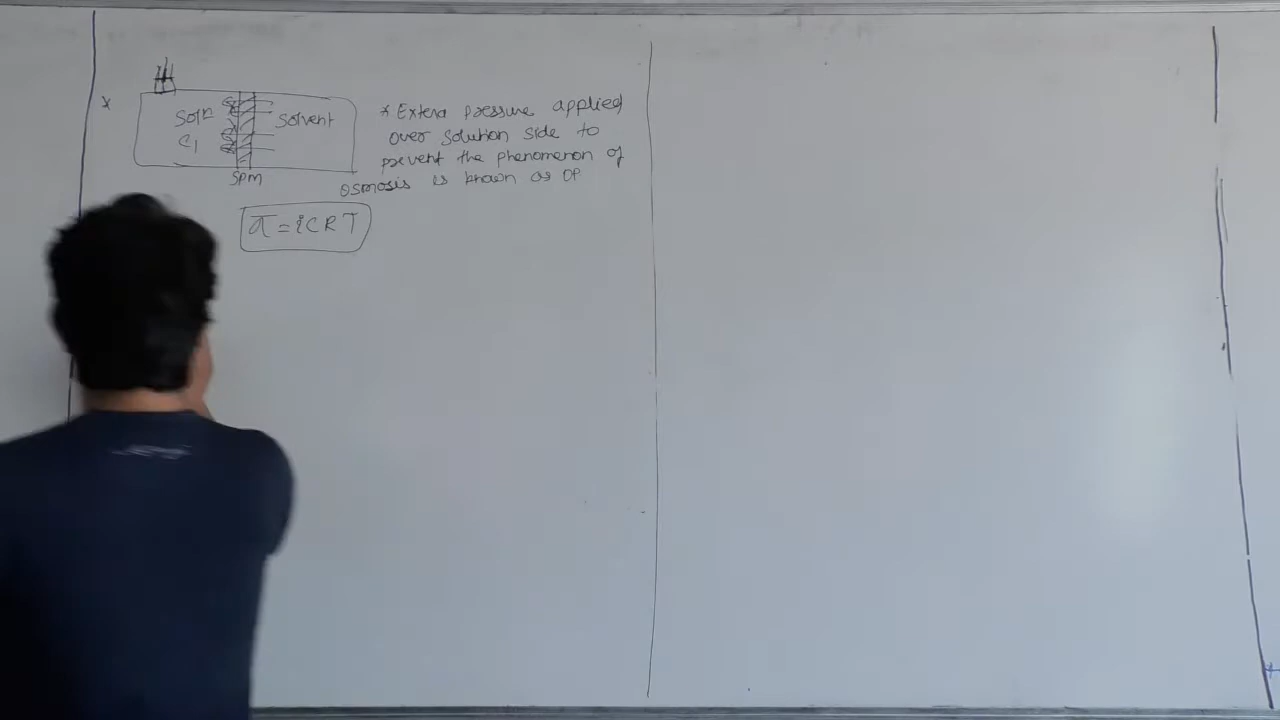 *
Soln
C1
Solvent
SPM
* Extera pressure applied
over solution side to
prevent the phenomenon of
osmosis is known as OP
π = iCRT